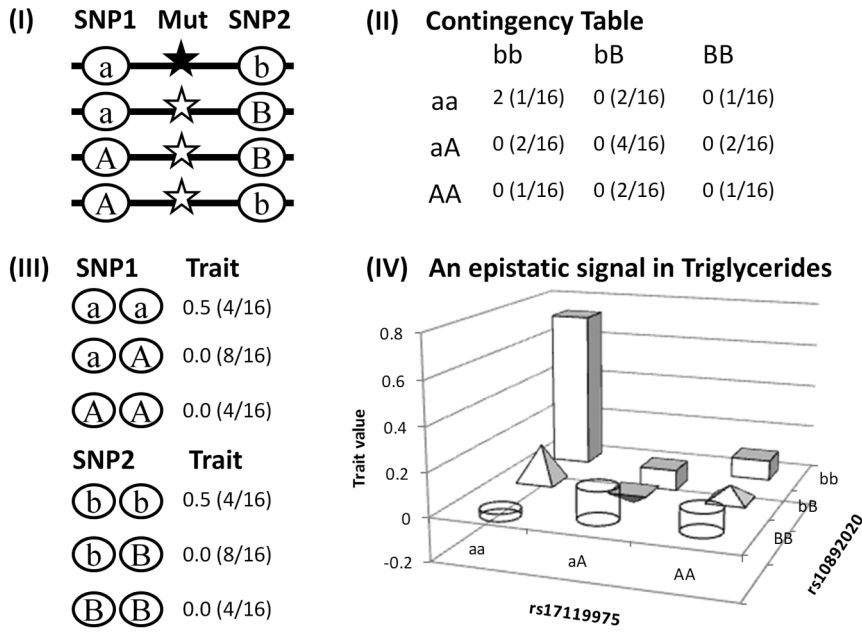 (I) SNP1 Mut SNP2
a b
a B
A B
A b
(II) Contingency Table
bb bB BB
aa 2 (1/16) 0 (2/16) 0 (1/16)
aA 0 (2/16) 0 (4/16) 0 (2/16)
AA 0 (1/16) 0 (2/16) 0 (1/16)
(III) SNP1 Trait
a a 0.5 (4/16)
a A 0.0 (8/16)
A A 0.0 (4/16)
SNP2 Trait
b b 0.5 (4/16)
b B 0.0 (8/16)
B B 0.0 (4/16)
(IV) An epistatic signal in Triglycerides
Trait value
0.8
0.6
0.4
0.2
0
-0.2
aa
aA
AA
rs17119975
bb
bB
BB
rs10892020